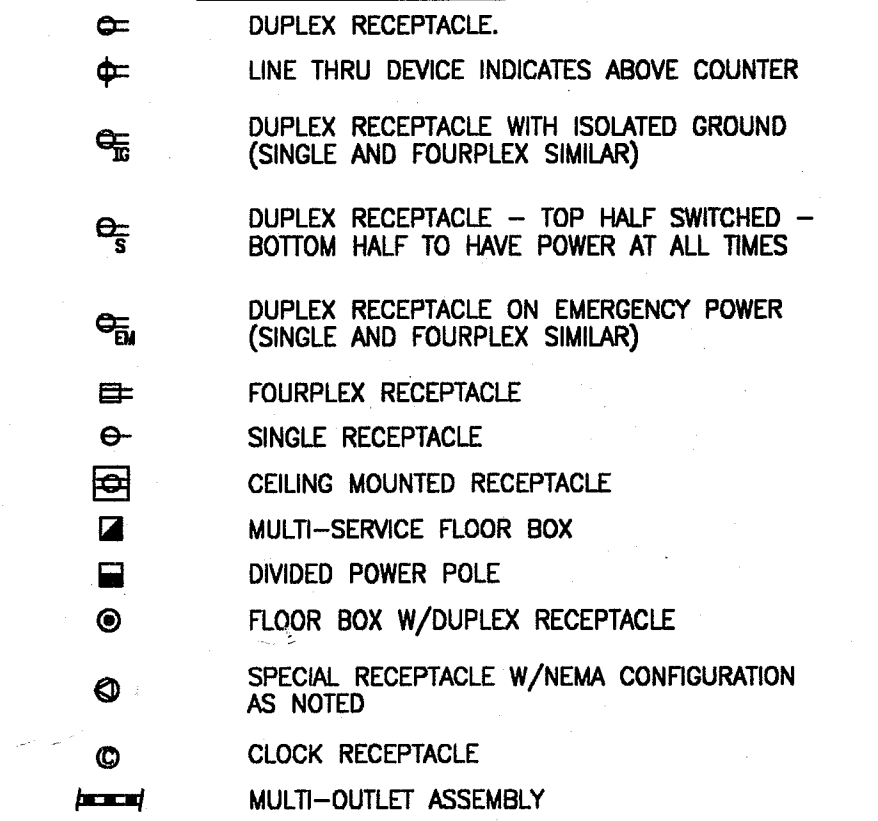 DUPLEX RECEPTACLE.
LINE THRU DEVICE INDICATES ABOVE COUNTER
IG
DUPLEX RECEPTACLE WITH ISOLATED GROUND
(SINGLE AND FOURPLEX SIMILAR)
S
DUPLEX RECEPTACLE – TOP HALF SWITCHED –
BOTTOM HALF TO HAVE POWER AT ALL TIMES
EM
DUPLEX RECEPTACLE ON EMERGENCY POWER
(SINGLE AND FOURPLEX SIMILAR)
FOURPLEX RECEPTACLE
SINGLE RECEPTACLE
CEILING MOUNTED RECEPTACLE
MULTI–SERVICE FLOOR BOX
DIVIDED POWER POLE
FLOOR BOX W/DUPLEX RECEPTACLE
SPECIAL RECEPTACLE W/NEMA CONFIGURATION
AS NOTED
C CLOCK RECEPTACLE
MULTI–OUTLET ASSEMBLY